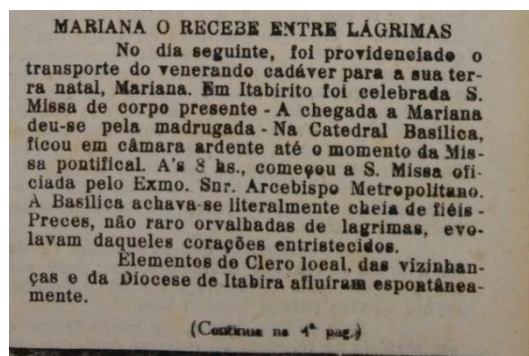 MARIANA O RECEBE ENTRE LÁGRIMAS
No dia seguinte, foi providenciado o
transporte do venerando cadáver para a sua ter-
ra natal, Mariana. Em Itabirito foi celebrada S.
Missa de corpo presente - A chegada a Mariana
deu-se pela madrugada - Na Catedral Basílica,
ficou em câmara ardente até o momento da Mis-
sa pontifical. A's 8 hs., começou a S. Missa ofi-
ciada pelo Exmo. Snr. Arcebispo Metropolitano.
A Basílica achava-se literalmente cheia de fiéis -
Preces, não raro orvalhadas de lagrimas, evo-
lavam daqueles corações entristecidos.
Elementos do Clero local, das vizinhan-
ças e da Diocese de Itabira afluíram espontânea-
mente.
(Continua na 4ª pag.)